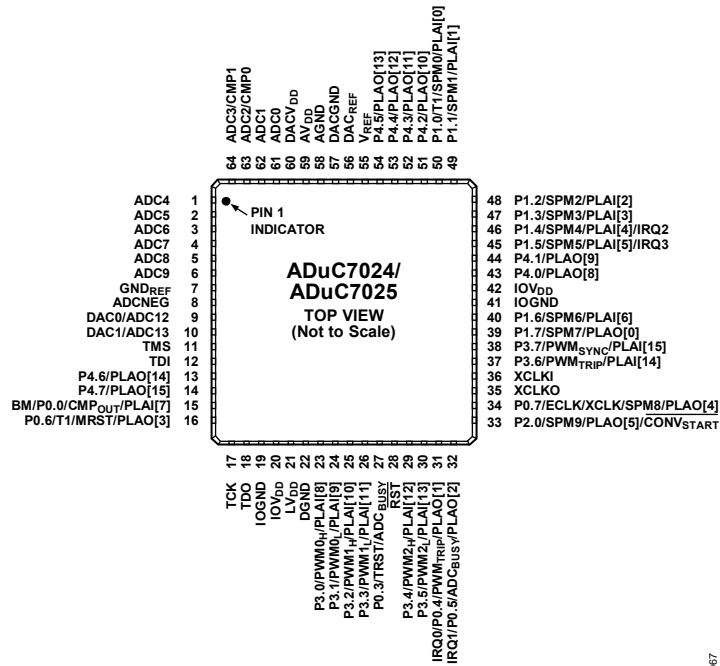 64 ADC3/CMP1
63 ADC2/CMP0
62 ADC1
61 ADC0
60 DACVDD
59 AVDD
58 AGND
57 DACGND
56 DACREF
55 VREF
54 P4.5/PLAO[13]
53 P4.4/PLAO[12]
52 P4.3/PLAO[11]
51 P4.2/PLAO[10]
50 P1.0/T1/SPM0/PLAI[0]
49 P1.1/SPM1/PLAI[1]
ADC4 1
ADC5 2
ADC6 3
ADC7 4
ADC8 5
ADC9 6
GNDREF 7
ADCNEG 8
DAC0/ADC12 9
DAC1/ADC13 10
TMS 11
TDI 12
P4.6/PLAO[14] 13
P4.7/PLAO[15] 14
BM/P0.0/CMPOUT/PLAI[7] 15
P0.6/T1/MRST/PLAO[3] 16
PIN 1
INDICATOR
ADuC7024/
ADuC7025
TOP VIEW
(Not to Scale)
48 P1.2/SPM2/PLAI[2]
47 P1.3/SPM3/PLAI[3]
46 P1.4/SPM4/PLAI[4]/IRQ2
45 P1.5/SPM5/PLAI[5]/IRQ3
44 P4.1/PLAO[9]
43 P4.0/PLAO[8]
42 IOVDD
41 IOGND
40 P1.6/SPM6/PLAI[6]
39 P1.7/SPM7/PLAO[0]
38 P3.7/PWMSYNC/PLAI[15]
37 P3.6/PWMTRIP/PLAI[14]
36 XCLKI
35 XCLKO
34 P0.7/ECLK/XCLK/SPM8/PLAO[4]
33 P2.0/SPM9/PLAO[5]/CONVSTART
TCK 17
TDO 18
IOGND 19
IOVDD 20
LVDD 21
DGND 22
P3.0/PWM0H/PLAI[8] 23
P3.1/PWM0L/PLAI[9] 24
P3.2/PWM1H/PLAI[10] 25
P3.3/PWM1L/PLAI[11] 26
P0.3/TRST/ADCBUSY 27
RST 28
P3.4/PWM2H/PLAI[12] 29
P3.5/PWM2L/PLAI[13] 30
IRQ0/P0.4/PWMTRIP/PLAO[1] 31
IRQ1/P0.5/ADCBUSY/PLAO[2] 32
67